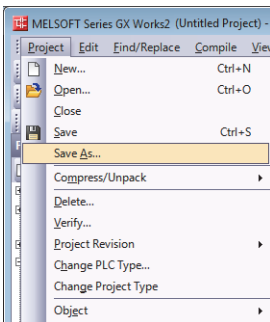 MELSOFT Series GX Works2 (Untitled Project) -
Project Edit Find/Replace Compile View
New... Ctrl+N
Open... Ctrl+O
Close
Save Ctrl+S
Save As...
Compress/Unpack
Delete...
Verify...
Project Revision
Change PLC Type...
Change Project Type
Object